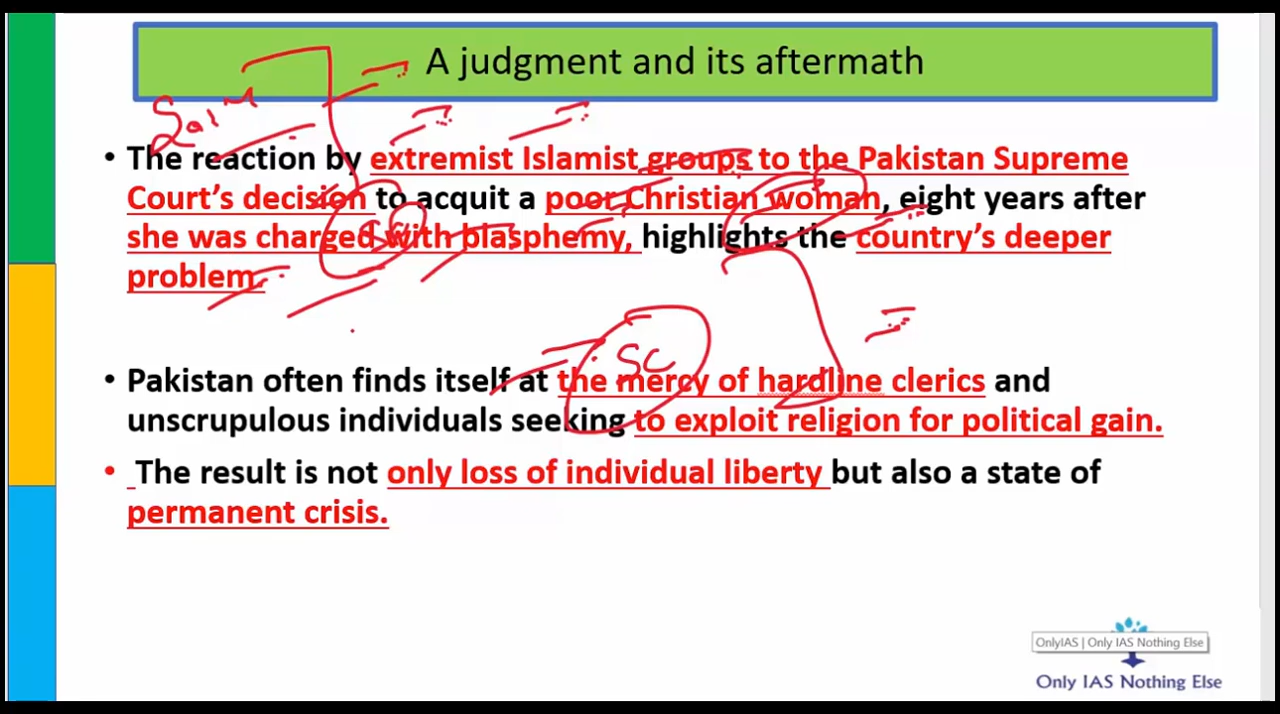 A judgment and its aftermath
• The reaction by extremist Islamist groups to the Pakistan Supreme
Court's decision to acquit a poor Christian woman, eight years after
she was charged with blasphemy, highlights the country's deeper
problem.
SC
• Pakistan often finds itself at the mercy of hardline clerics and
unscrupulous individuals seeking to exploit religion for political gain.
• The result is not only loss of individual liberty but also a state of
permanent crisis.
OnlyIAS | Only IAS Nothing Else
Only IAS Nothing Else